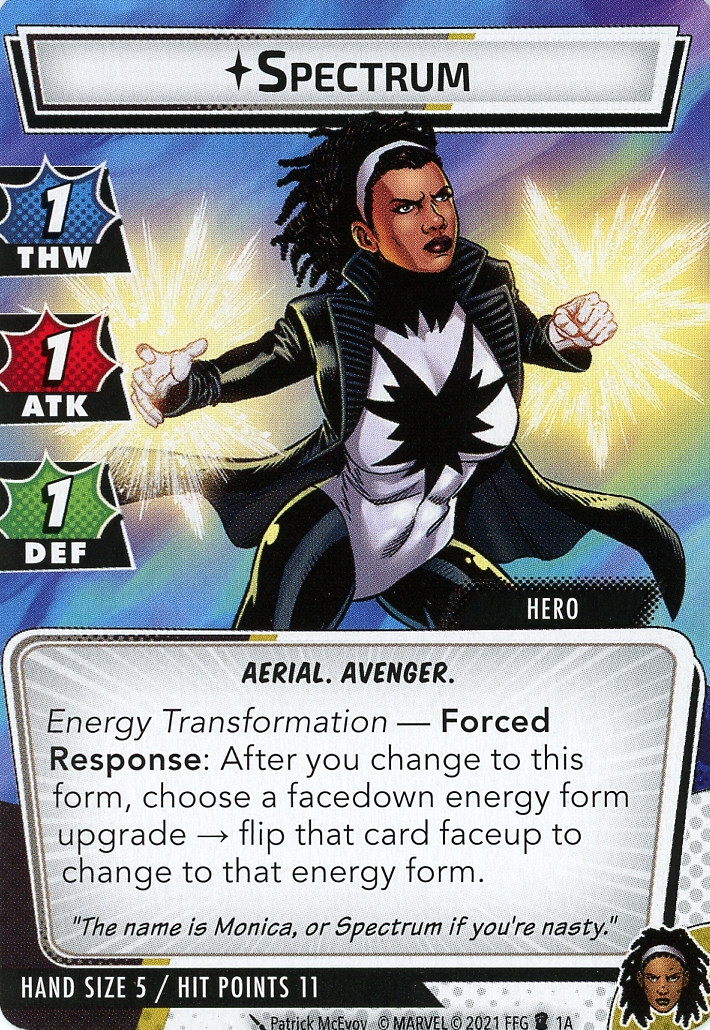 SPECTRUM
1
THW
1
ATK
1
DEF
HERO
AERIAL. AVENGER.
Energy Transformation — Forced
Response: After you change to this
form, choose a facedown energy form
upgrade → flip that card faceup to
change to that energy form.
"The name is Monica, or Spectrum if you're nasty."
HAND SIZE 5 / HIT POINTS 11
Patrick McEvoy © MARVEL © 2021 FFG 1A